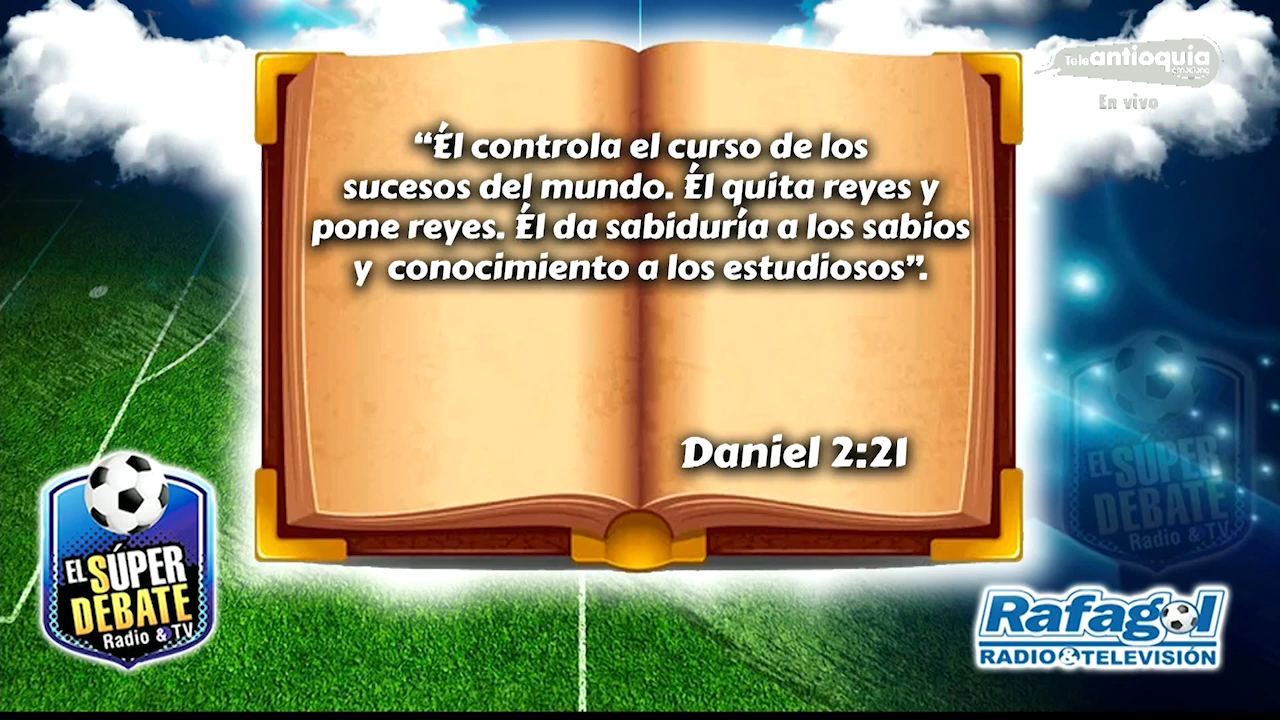 Teleantioquia
En vivo
“Él controla el curso de los
sucesos del mundo. Él quita reyes y
pone reyes. Él da sabiduría a los sabios
y conocimiento a los estudiosos”.
Daniel 2:21
EL SÚPER
DEBATE
Radio & TV
EL SÚPER
DEBATE
Radio & TV
Rafagol
RADIO & TELEVISIÓN